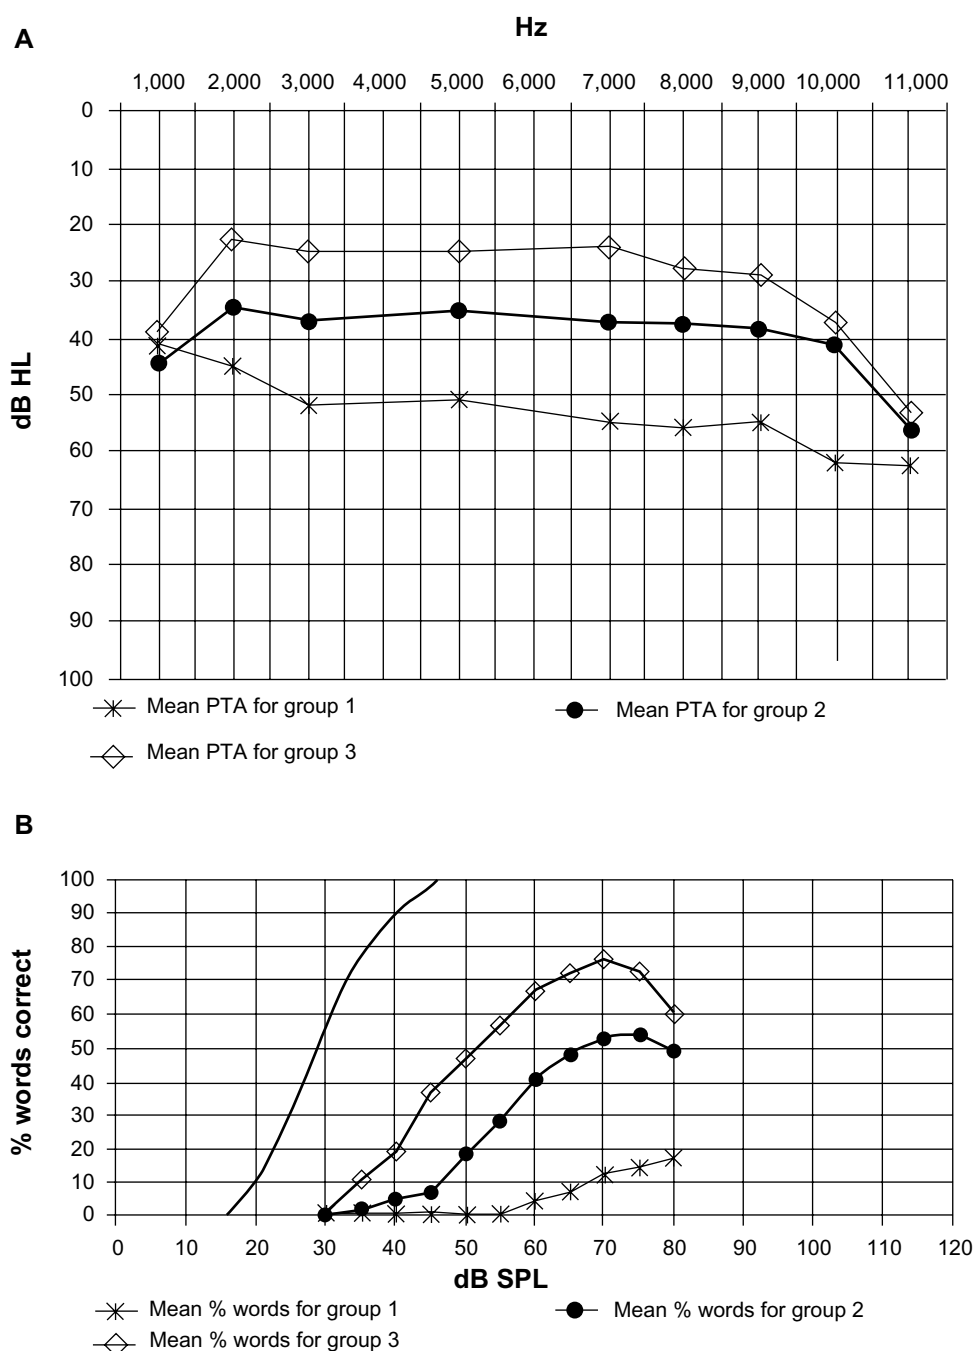 A
Hz
1,000 2,000 3,000 4,000 5,000 6,000 7,000 8,000 9,000 10,000 11,000
0
10
20
30
40
50
60
70
80
90
100
dB HL
Mean PTA for group 1
Mean PTA for group 2
Mean PTA for group 3
B
100
90
80
70
60
50
40
30
20
10
0
% words correct
0 10 20 30 40 50 60 70 80 90 100 110 120
dB SPL
Mean % words for group 1
Mean % words for group 2
Mean % words for group 3